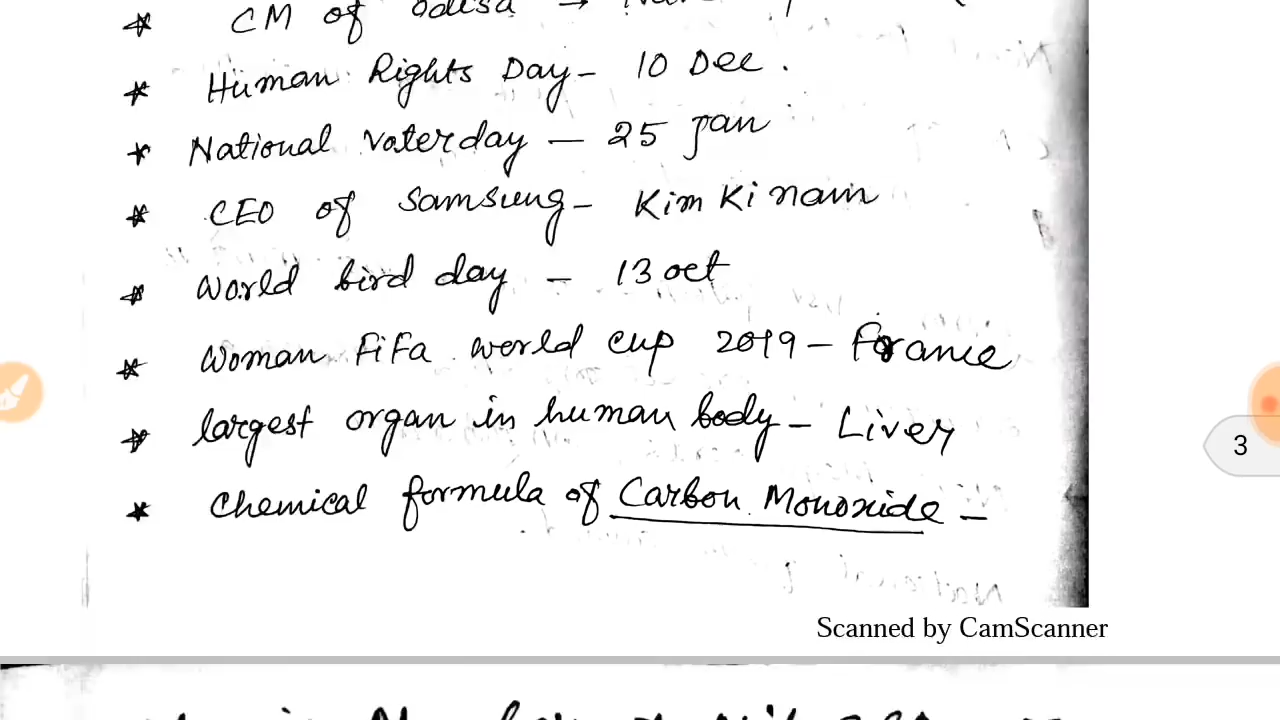 * CM of Odisa →
* Human Rights Day - 10 Dec.
* National voterday - 25 Jan
* CEO of Samsung - Kim Ki nam
* World bird day - 13 oct
* Woman FiFa world cup 2019 - France
* largest organ in human body - Liver
* Chemical formula of Carbon Monoxide -
3
Scanned by CamScanner